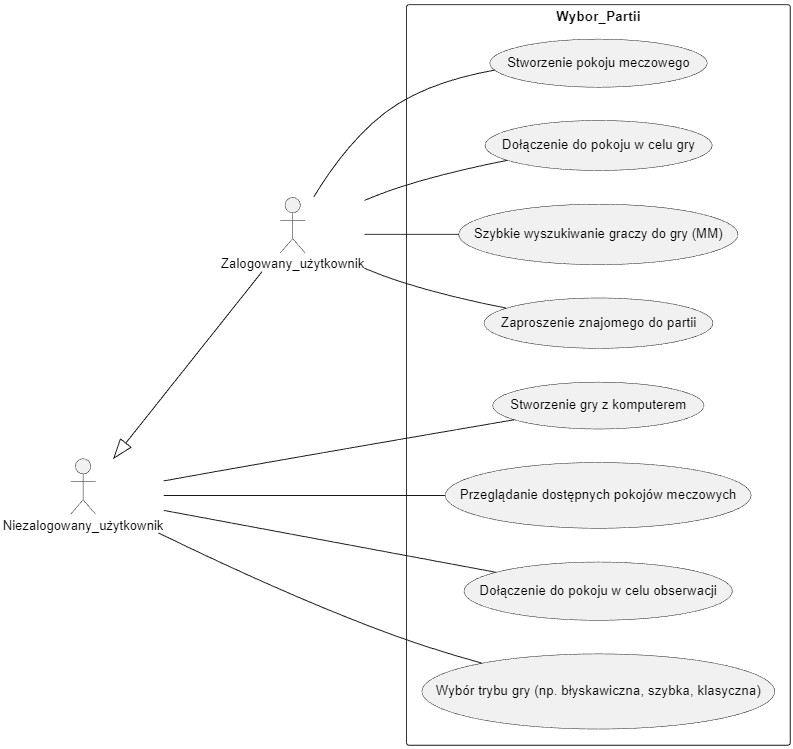 Wybor_Partii
Stworzenie pokoju meczowego
Dołączenie do pokoju w celu gry
Szybkie wyszukiwanie graczy do gry (MM)
Zalogowany_użytkownik
Zaproszenie znajomego do partii
Stworzenie gry z komputerem
Przeglądanie dostępnych pokojów meczowych
Niezalogowany_użytkownik
Dołączenie do pokoju w celu obserwacji
Wybór trybu gry (np. błyskawiczna, szybka, klasyczna)